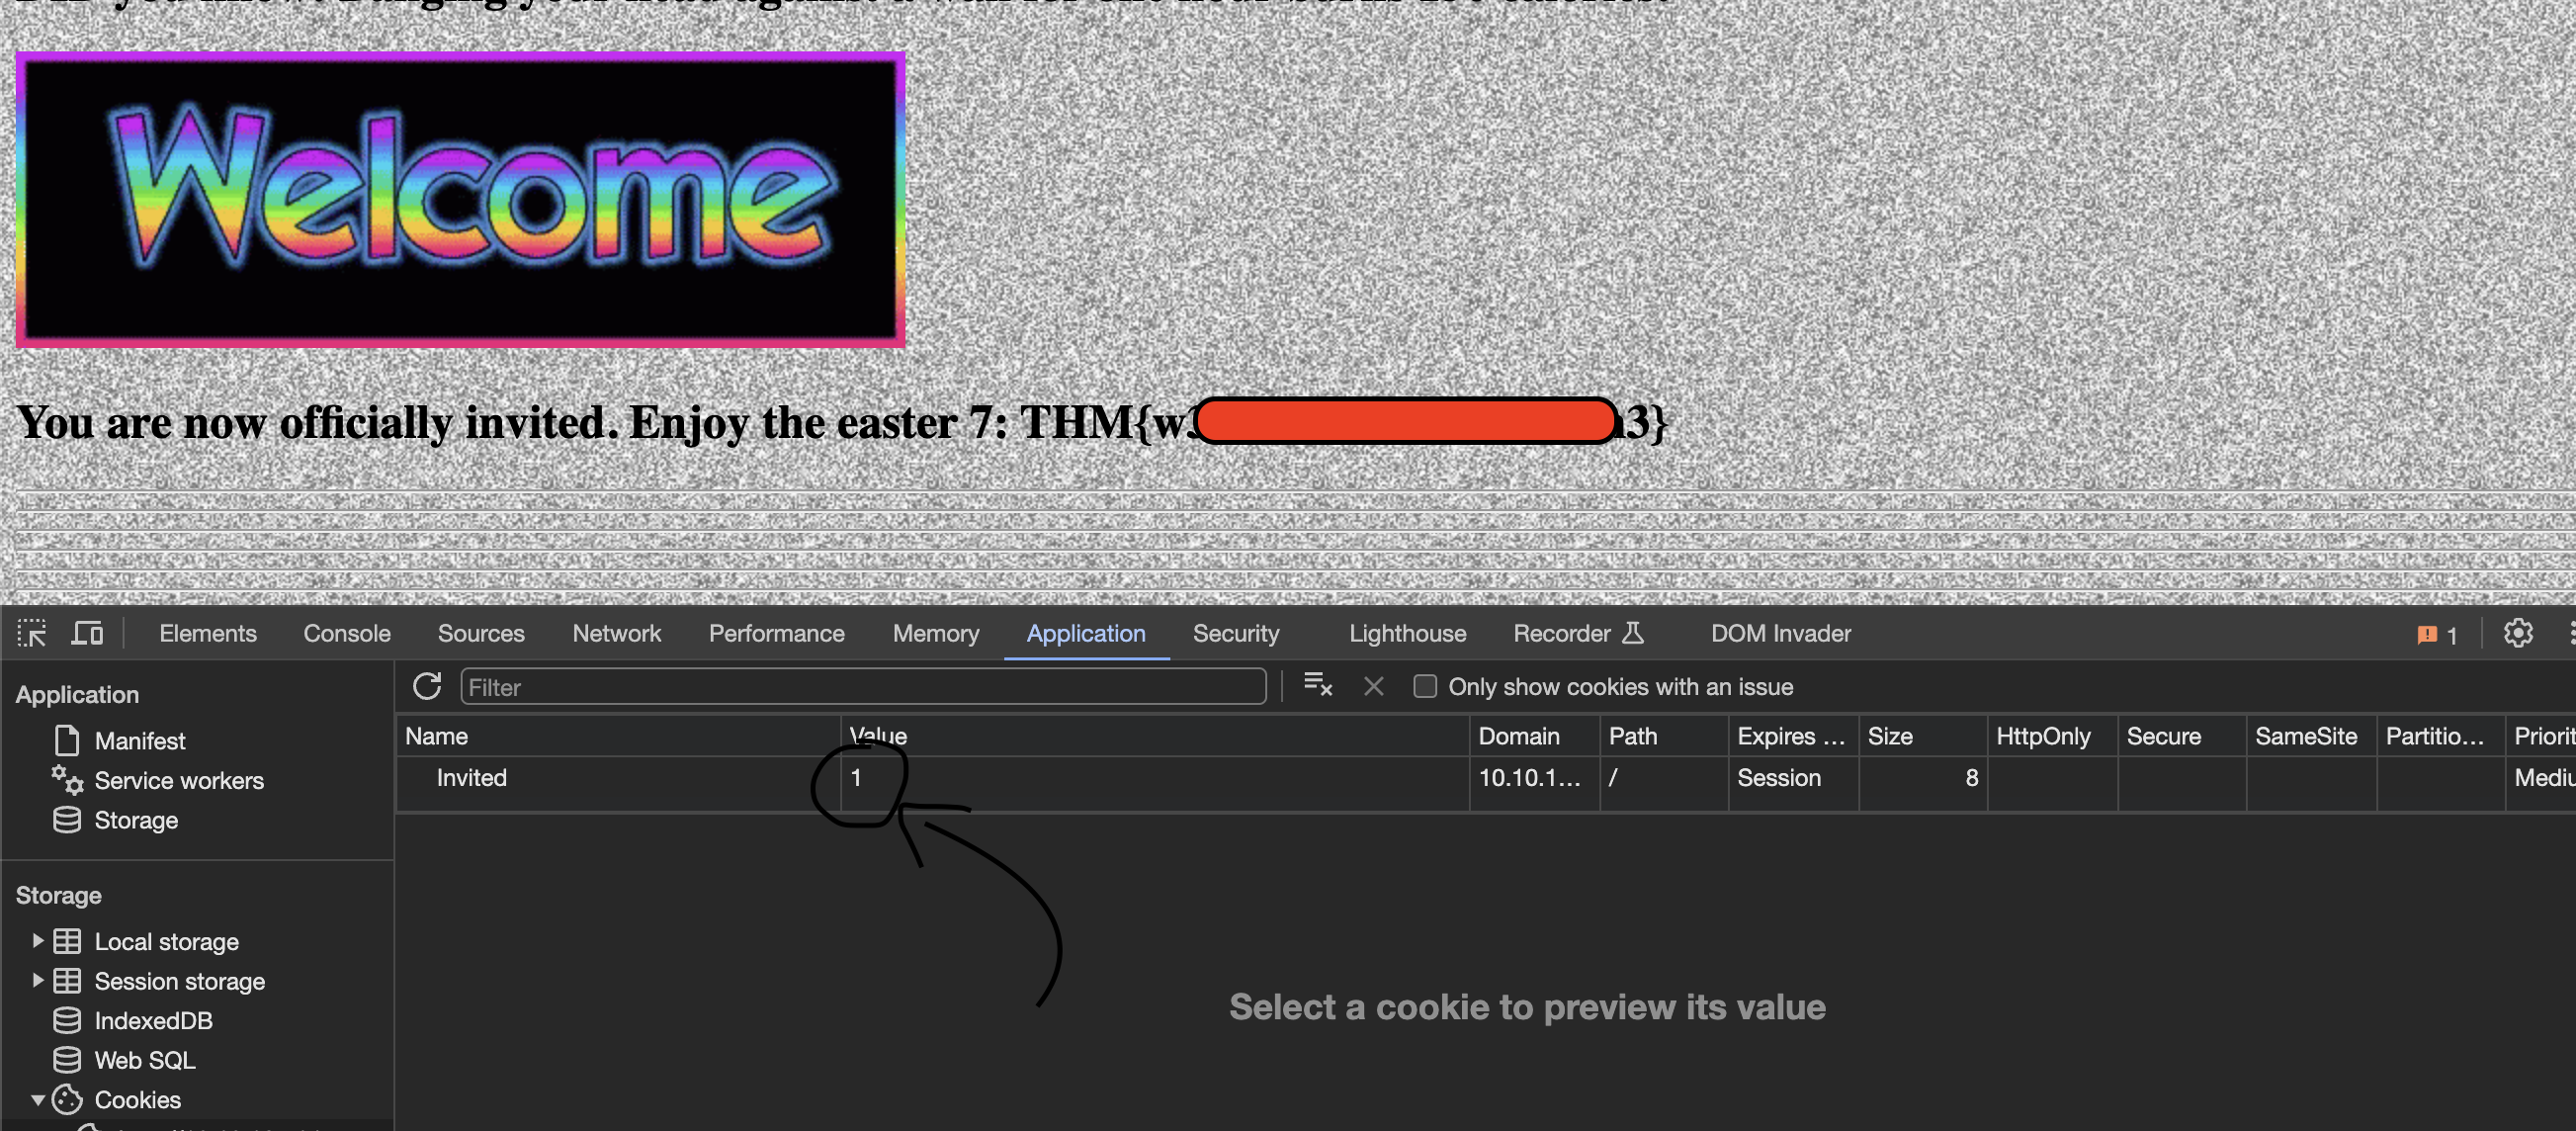 Welcome
You are now officially invited. Enjoy the easter 7: THM{w3 3}
Elements Console Sources Network Performance Memory Application Security Lighthouse Recorder DOM Invader 1
Application
Filter
Only show cookies with an issue
Manifest
Service workers
Storage
Name Value Domain Path Expires ... Size HttpOnly Secure SameSite Partitio... Priorit
Invited 1 10.10.1... / Session 8 Mediu
Storage
Local storage
Session storage
IndexedDB
Web SQL
Cookies
Select a cookie to preview its value